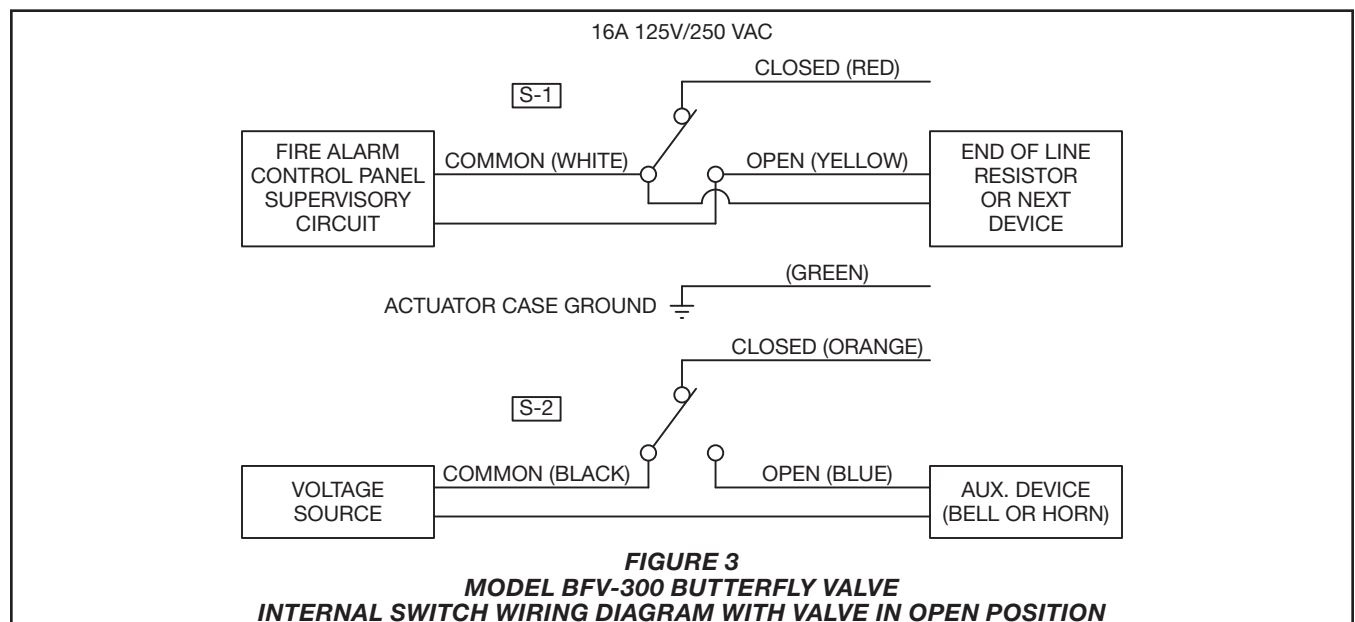 16A 125V/250 VAC
CLOSED (RED)
S-1
FIRE ALARM
CONTROL PANEL
SUPERVISORY
CIRCUIT
COMMON (WHITE)
OPEN (YELLOW)
END OF LINE
RESISTOR
OR NEXT
DEVICE
(GREEN)
ACTUATOR CASE GROUND
CLOSED (ORANGE)
S-2
VOLTAGE
SOURCE
COMMON (BLACK)
OPEN (BLUE)
AUX. DEVICE
(BELL OR HORN)
FIGURE 3
MODEL BFV-300 BUTTERFLY VALVE
INTERNAL SWITCH WIRING DIAGRAM WITH VALVE IN OPEN POSITION